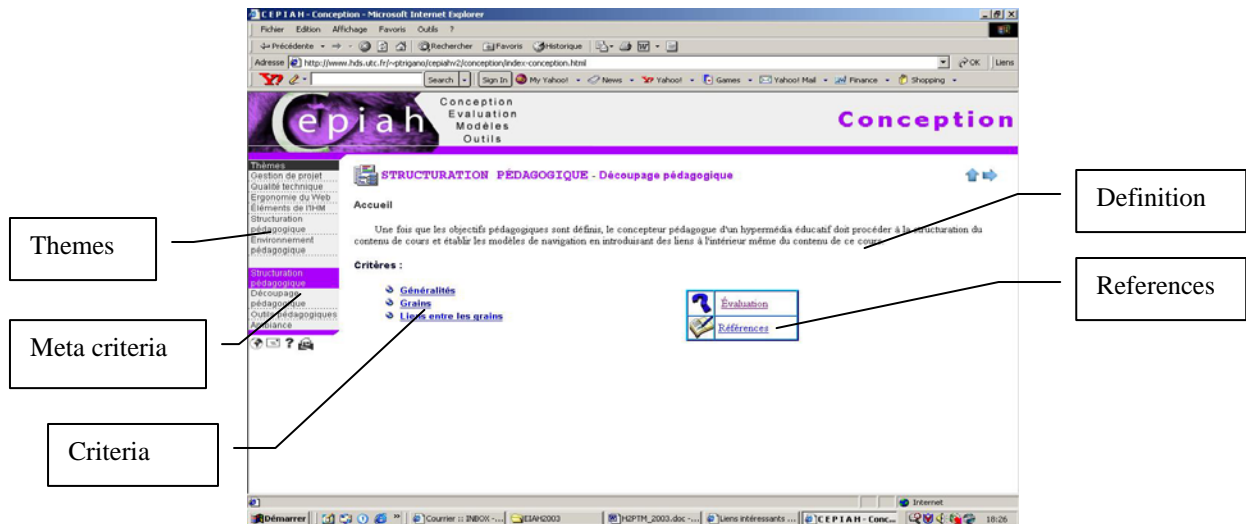 CEPIAH - Conception - Microsoft Internet Explorer
Fichier Edition Affichage Favoris Outils ?
Précédente Rechercher Favoris Historique
Adresse http://www.hds.utc.fr/~ptrigano/cepiahv2/conception/index-conception.html OK Liens
Search Sign In My Yahoo! News Yahoo! Games Yahoo! Mail Finance Shopping
Cepiah
Conception
Evaluation
Modèles
Outils
Conception
Thèmes
Gestion de projet
Qualité technique
Ergonomie du Web
Éléments de l'IHM
Structuration
pédagogique
Environnement
pédagogique
Structuration
pédagogique
Découpage
pédagogique
Outils pédagogiques
Ambiance
STRUCTURATION PÉDAGOGIQUE - Découpage pédagogique
Accueil
Une fois que les objectifs pédagogiques sont définis, le concepteur pédagogue d'un hypermédia éducatif doit procéder à la structuration du
contenu de cours et établir les modèles de navigation en introduisant des liens à l'intérieur même du contenu de ce cours.
Critères :
Généralités
Grains
Liens entre les grains
Évaluation
Références
Themes
Meta criteria
Criteria
Definition
References
Internet
Démarrer Courrier :: INBOX -... EIAH2003 H2PTM_2003.doc -... Liens intéressants ... CEPIAH - Conc... 18:26